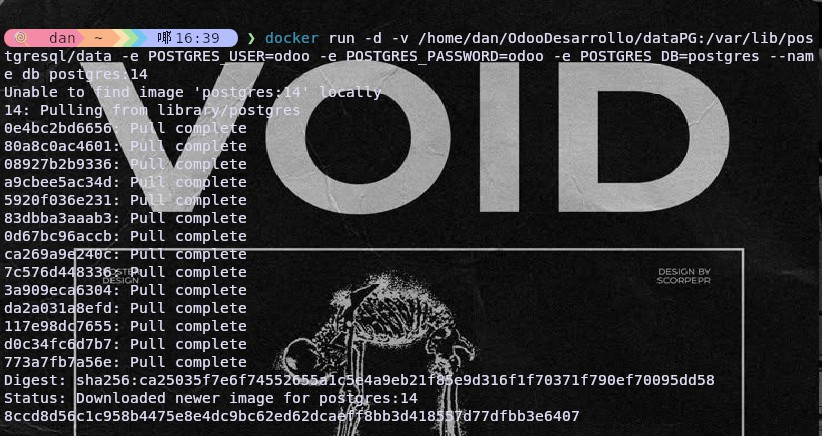 dan ~ 16:39 ❯ docker run -d -v /home/dan/OdooDesarrollo/dataPG:/var/lib/pos
tgresql/data -e POSTGRES_USER=odoo -e POSTGRES_PASSWORD=odoo -e POSTGRES_DB=postgres --nam
e db postgres:14
Unable to find image 'postgres:14' locally
14: Pulling from library/postgres
0e4bc2bd6656: Pull complete
80a8c0ac4601: Pull complete
08927b2b9336: Pull complete
a9cbee5ac34d: Pull complete
5920f036e231: Pull complete
83dbba3aaab3: Pull complete
0d67bc96accb: Pull complete
ca269a9e240c: Pull complete
7c576d448336: Pull complete
3a909eca6304: Pull complete
da2a031a8efd: Pull complete
117e98dc7655: Pull complete
d0c34fc6d7b7: Pull complete
773a7fb7a56e: Pull complete
Digest: sha256:ca25035f7e6f74552655a1c5e4a9eb21f85e9d316f1f70371f790ef70095dd58
Status: Downloaded newer image for postgres:14
8ccd8d56c1c958b4475e8e4dc9bc62ed62dcaeff8bb3d418557d77dfbb3e6407
VOID
DESIGN
DESIGN BY
SCORPEPR